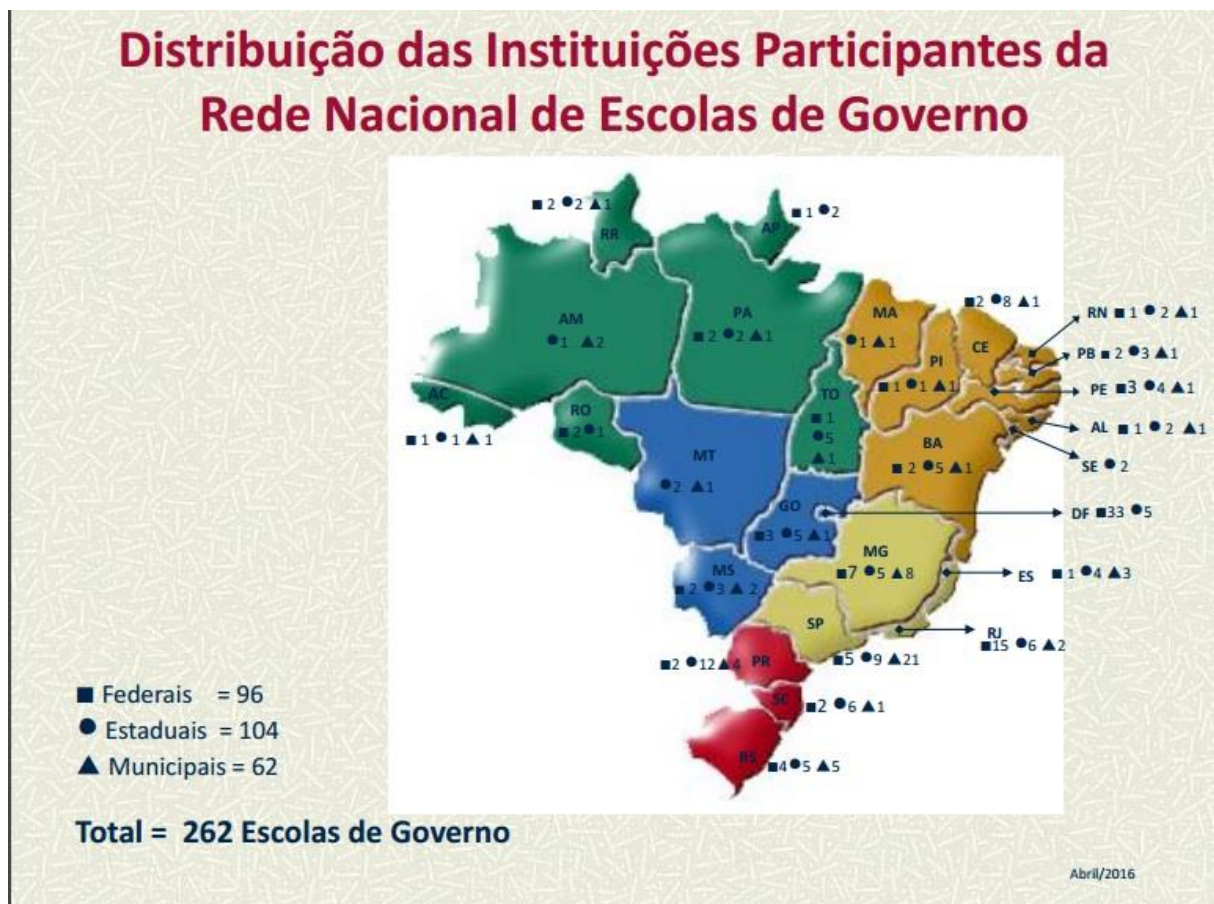 Distribuição das Instituições Participantes da
Rede Nacional de Escolas de Governo
■ 2 ●2 ▲1
RR
■ 1 ●2
AP
AM
●1 ▲2
PA
■ 2 ●2 ▲1
MA
●1 ▲1
■2 ●8 ▲1
CE
PI
■ 1 ●1 ▲1
RN ■ 1 ● 2 ▲1
PB ■ 2 ●3 ▲1
PE ■3 ●4 ▲1
AL ■ 1 ● 2 ▲1
SE ● 2
AC
■ 1 ● 1 ▲ 1
RO
■ 2 ●1
TO
■ 1
●5
▲1
BA
■ 2 ●5 ▲1
MT
●2 ▲1
GO
■3 ●5 ▲1
DF ■33 ●5
MG
■7 ●5 ▲8
ES ■ 1 ●4 ▲3
MS
■ 2 ●3 ▲ 2
SP
■5 ●9 ▲21
RJ
■15 ●6 ▲2
PR
■2 ●12 ▲4
SC
■2 ●6 ▲1
RS
■4 ●5 ▲5
■ Federais = 96
● Estaduais = 104
▲ Municipais = 62
Total = 262 Escolas de Governo
Abril/2016